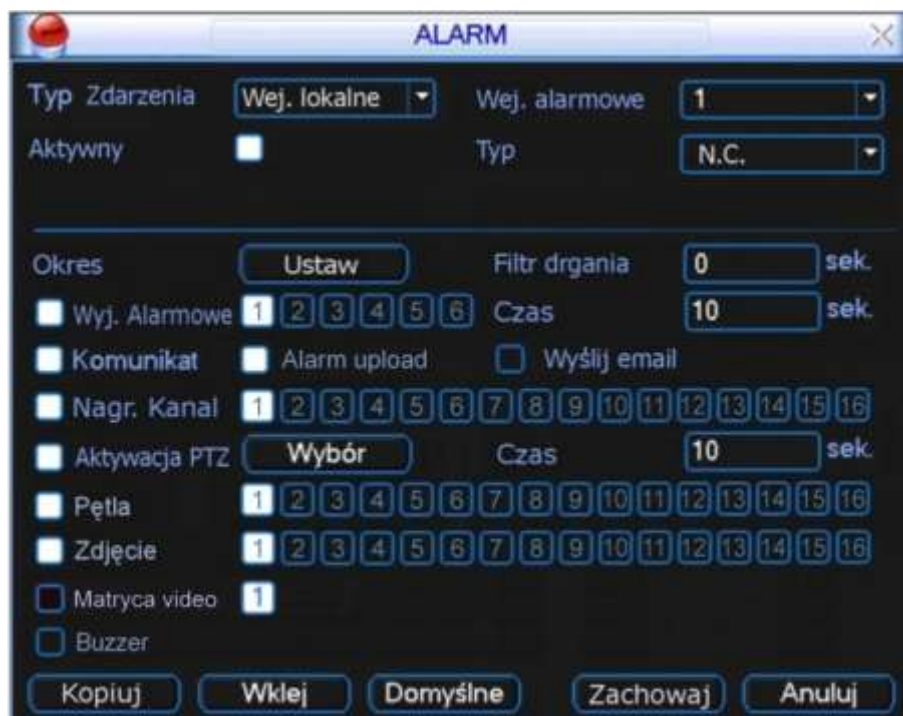 ALARM
Typ Zdarzenia Wej. lokalne Wej. alarmowe 1
Aktywny Typ N.C.
Okres Ustaw Filtr drgania 0 sek.
Wyj. Alarmowe 1 2 3 4 5 6 Czas 10 sek.
Komunikat Alarm upload Wyślij email
Nagr. Kanal 1 2 3 4 5 6 7 8 9 10 11 12 13 14 15 16
Aktywacja PTZ Wybór Czas 10 sek.
Pętla 1 2 3 4 5 6 7 8 9 10 11 12 13 14 15 16
Zdjęcie 1 2 3 4 5 6 7 8 9 10 11 12 13 14 15 16
Matryca video 1
Buzzer
Kopiuj Wklej Domyślne Zachowaj Anuluj